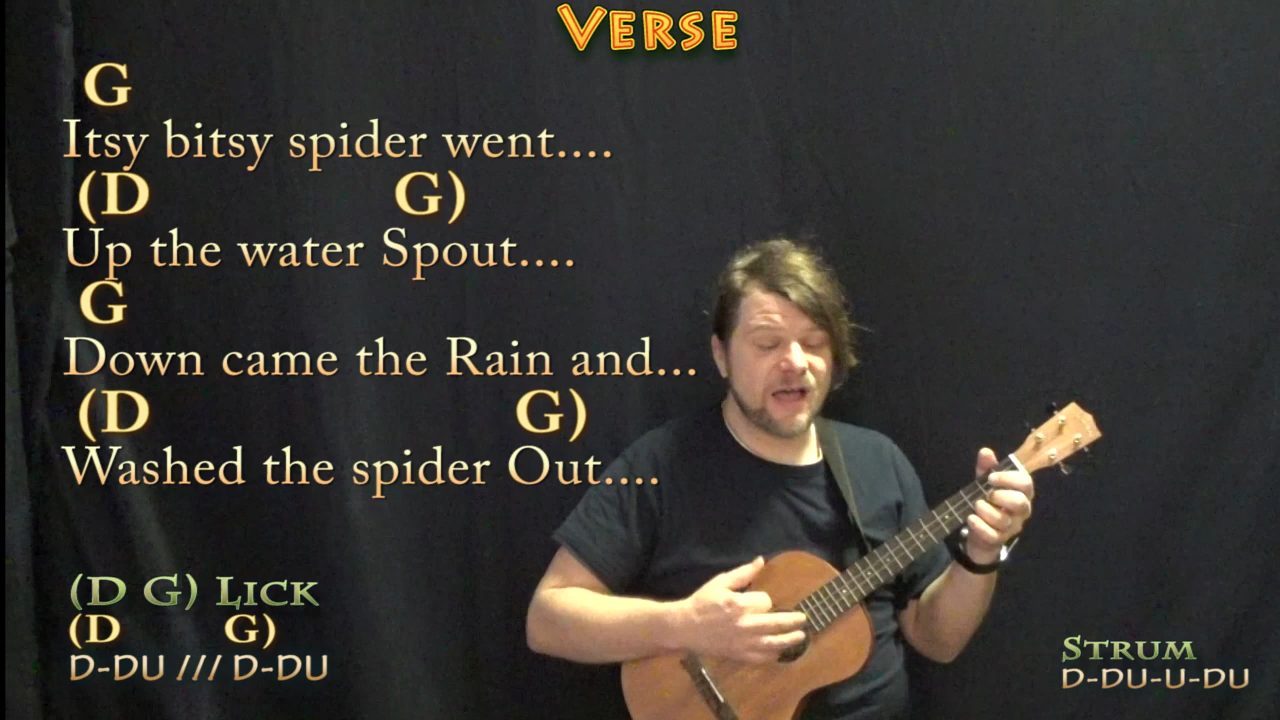 VERSE
G
Itsy bitsy spider went....
(D G)
Up the water Spout....
G
Down came the Rain and...
(D G)
Washed the spider Out....
(D G) LICK
(D G)
D-DU /// D-DU
STRUM
D-DU-U-DU